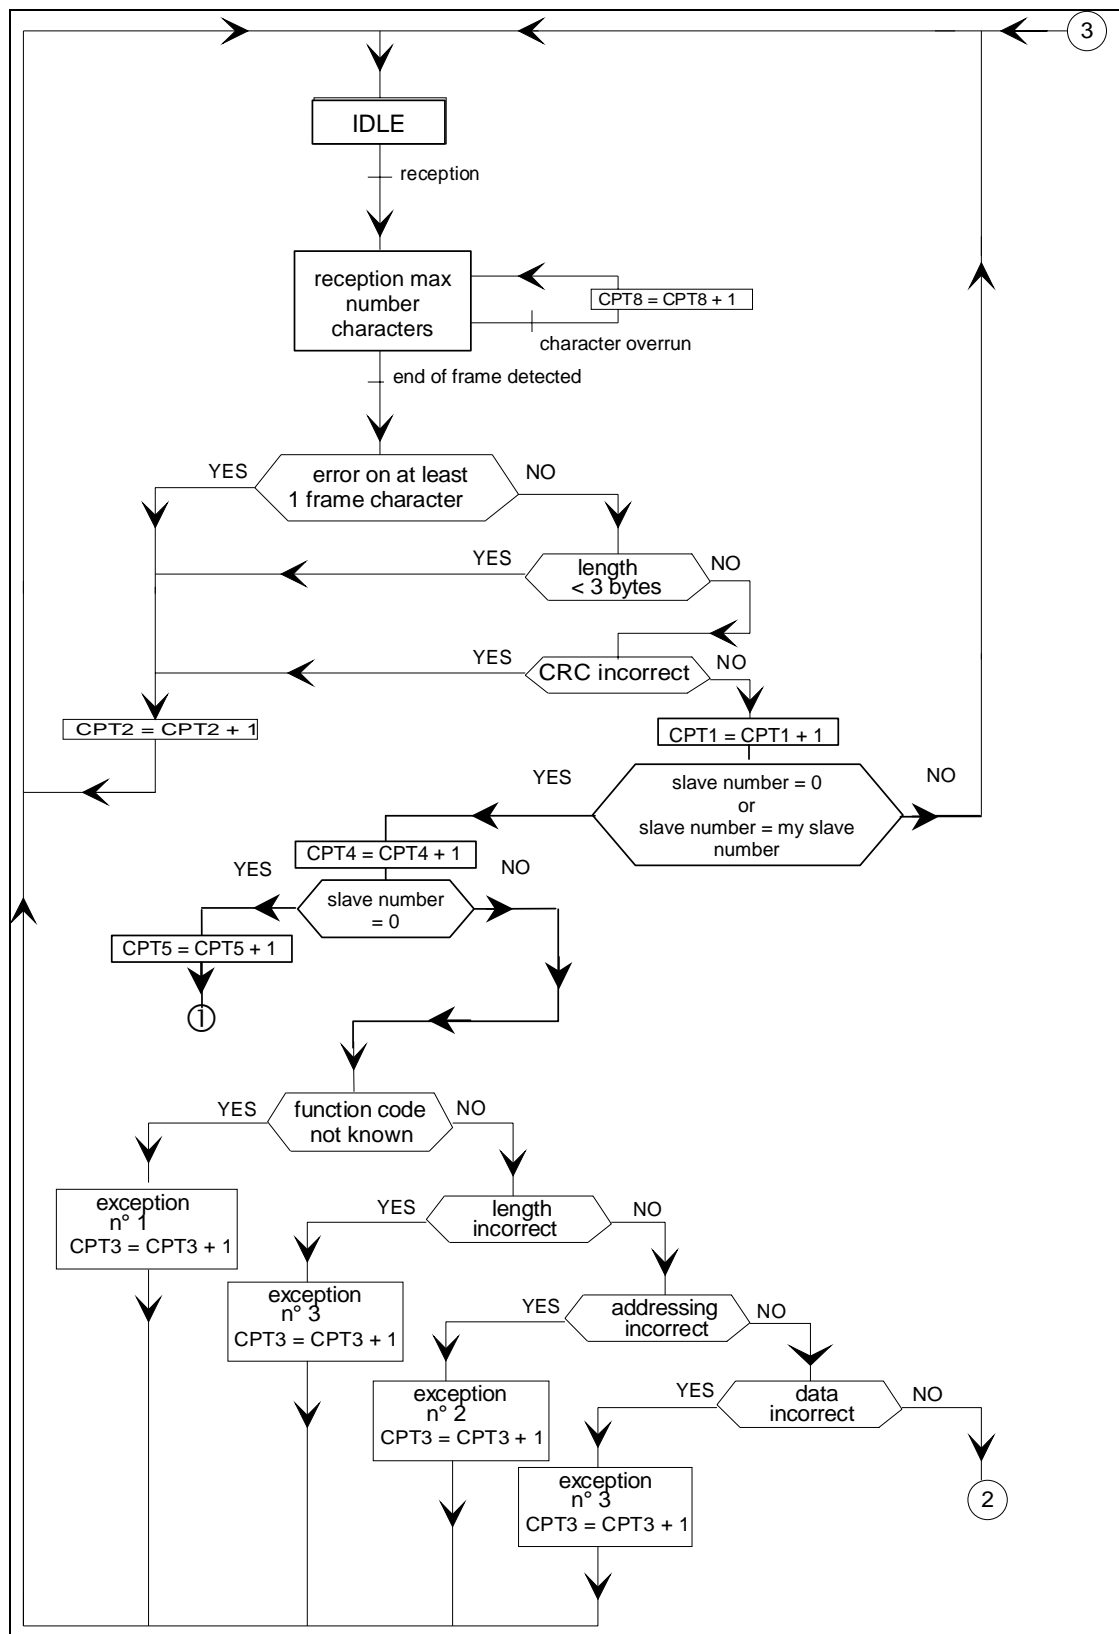 3
IDLE
reception
reception max
number
characters
CPT8 = CPT8 + 1
character overrun
end of frame detected
YES
error on at least
1 frame character
NO
YES
length
< 3 bytes
NO
YES
CRC incorrect
NO
CPT2 = CPT2 + 1
CPT1 = CPT1 + 1
YES
slave number = 0
or
slave number = my slave
number
NO
CPT4 = CPT4 + 1
YES
slave number
= 0
NO
CPT5 = CPT5 + 1
1
YES
function code
not known
NO
exception
n° 1
CPT3 = CPT3 + 1
YES
length
incorrect
NO
exception
n° 3
CPT3 = CPT3 + 1
YES
addressing
incorrect
NO
exception
n° 2
CPT3 = CPT3 + 1
YES
data
incorrect
NO
exception
n° 3
CPT3 = CPT3 + 1
2